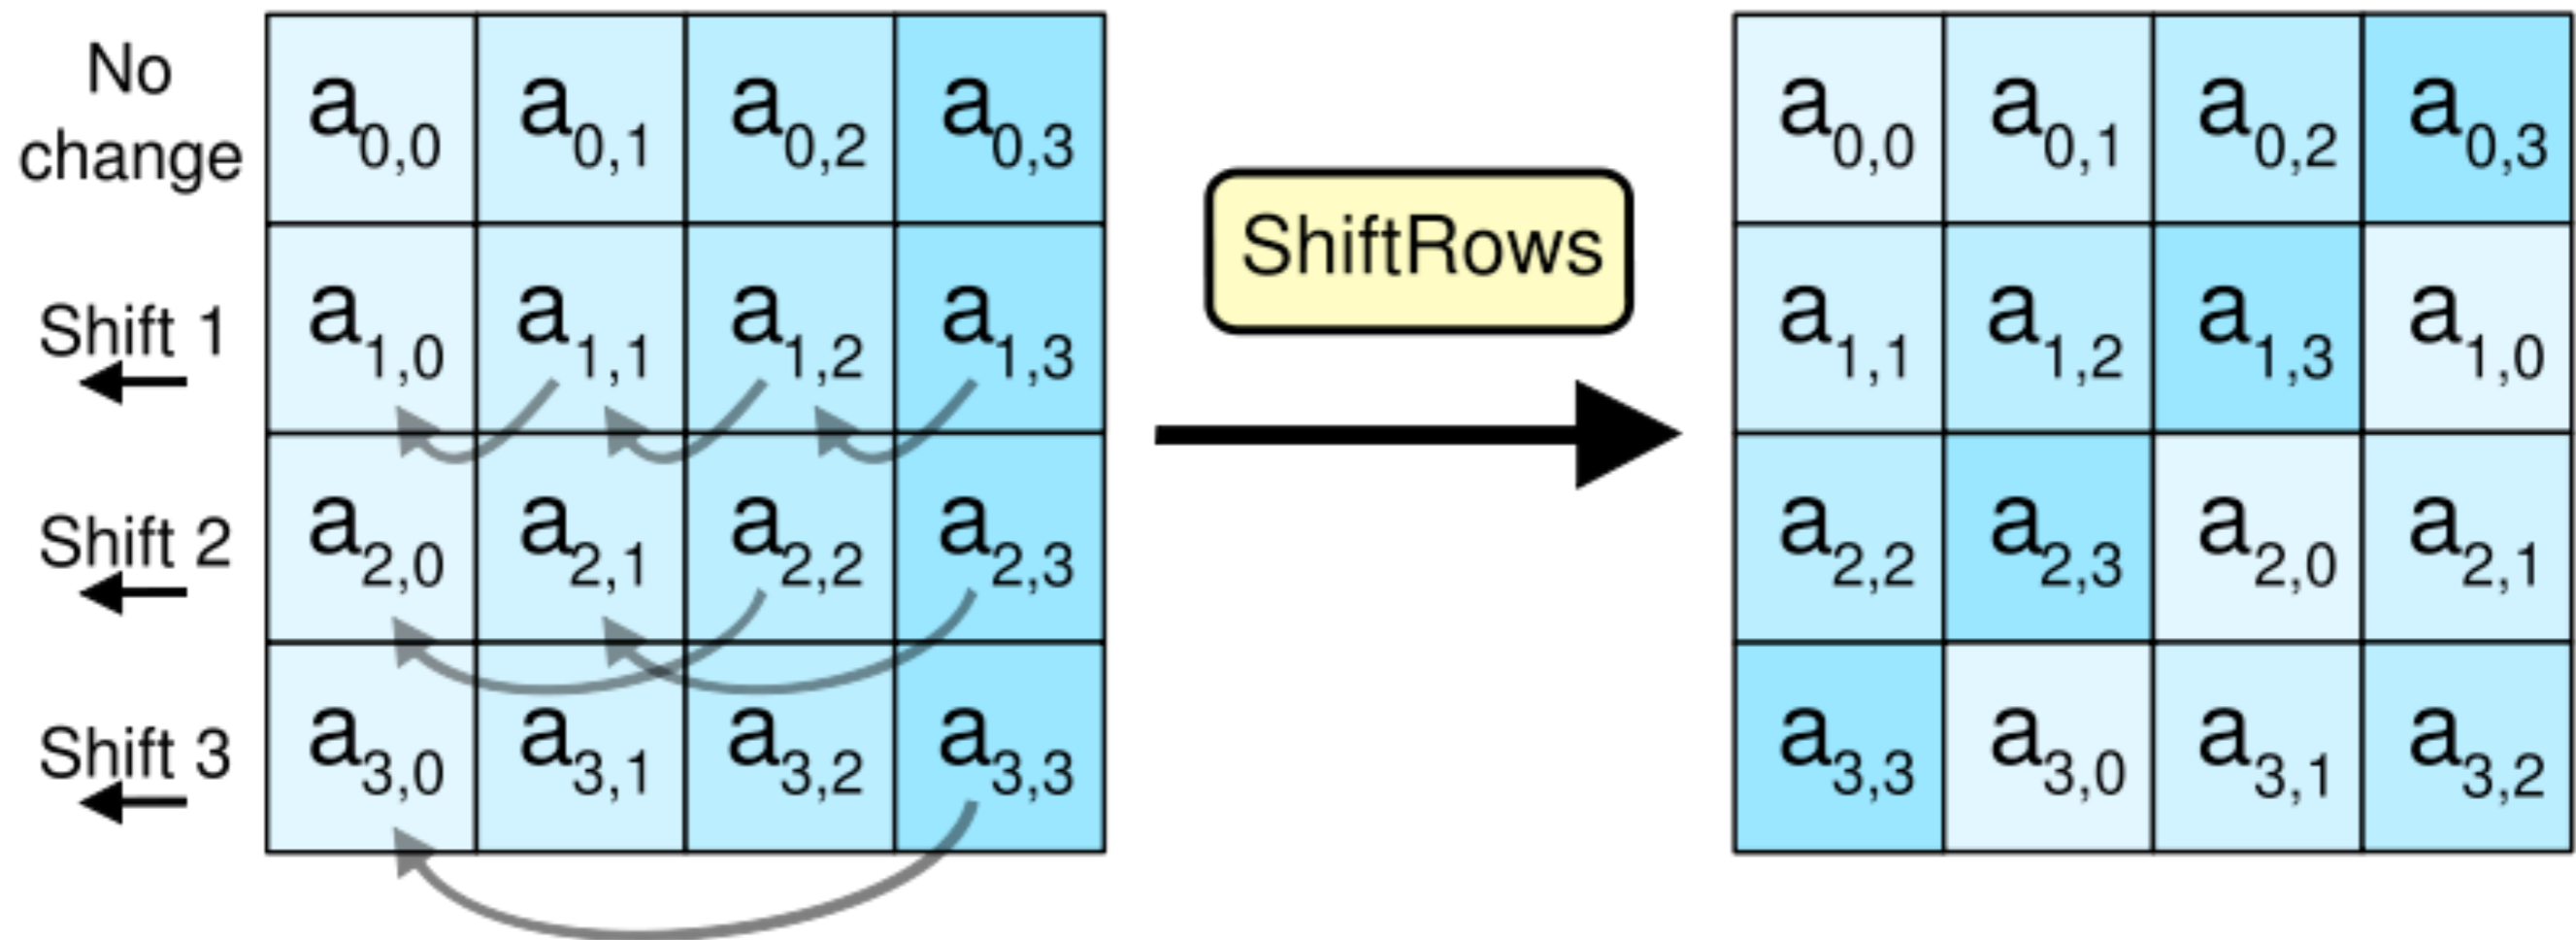 No
change
a0,0 a0,1 a0,2 a0,3
a0,0 a0,1 a0,2 a0,3
ShiftRows
Shift 1
a1,0 a1,1 a1,2 a1,3
a1,1 a1,2 a1,3 a1,0
Shift 2
a2,0 a2,1 a2,2 a2,3
a2,2 a2,3 a2,0 a2,1
Shift 3
a3,0 a3,1 a3,2 a3,3
a3,3 a3,0 a3,1 a3,2